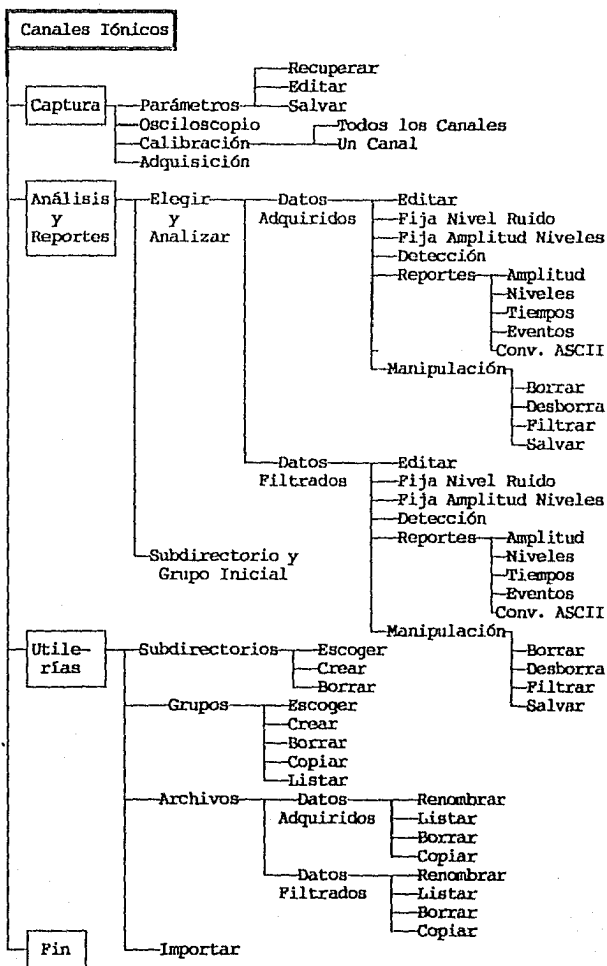 Canales Iónicos
Recuperar
Editar
Captura Parámetros Salvar
Osciloscopio Todos los Canales
Calibración Un Canal
Adquisición
Análisis Elegir Datos Editar
y y Adquiridos Fija Nivel Ruido
Reportes Analizar Fija Amplitud Niveles
Detección
Reportes Amplitud
Niveles
Tiempos
Eventos
Conv. ASCII
Manipulación
Borrar
Desborra
Filtrar
Salvar
Datos Editar
Filtrados Fija Nivel Ruido
Fija Amplitud Niveles
Detección
Reportes Amplitud
Subdirectorio y Niveles
Grupo Inicial Tiempos
Eventos
Conv. ASCII
Manipulación
Utile- Subdirectorios Escoger Borrar
rías Crear Desborra
Borrar Filtrar
Grupos Escoger Salvar
Crear
Borrar
Copiar
Listar
Archivos Datos Renombrar
Adquiridos Listar
Borrar
Copiar
Datos Renombrar
Filtrados Listar
Borrar
Copiar
Fin Importar